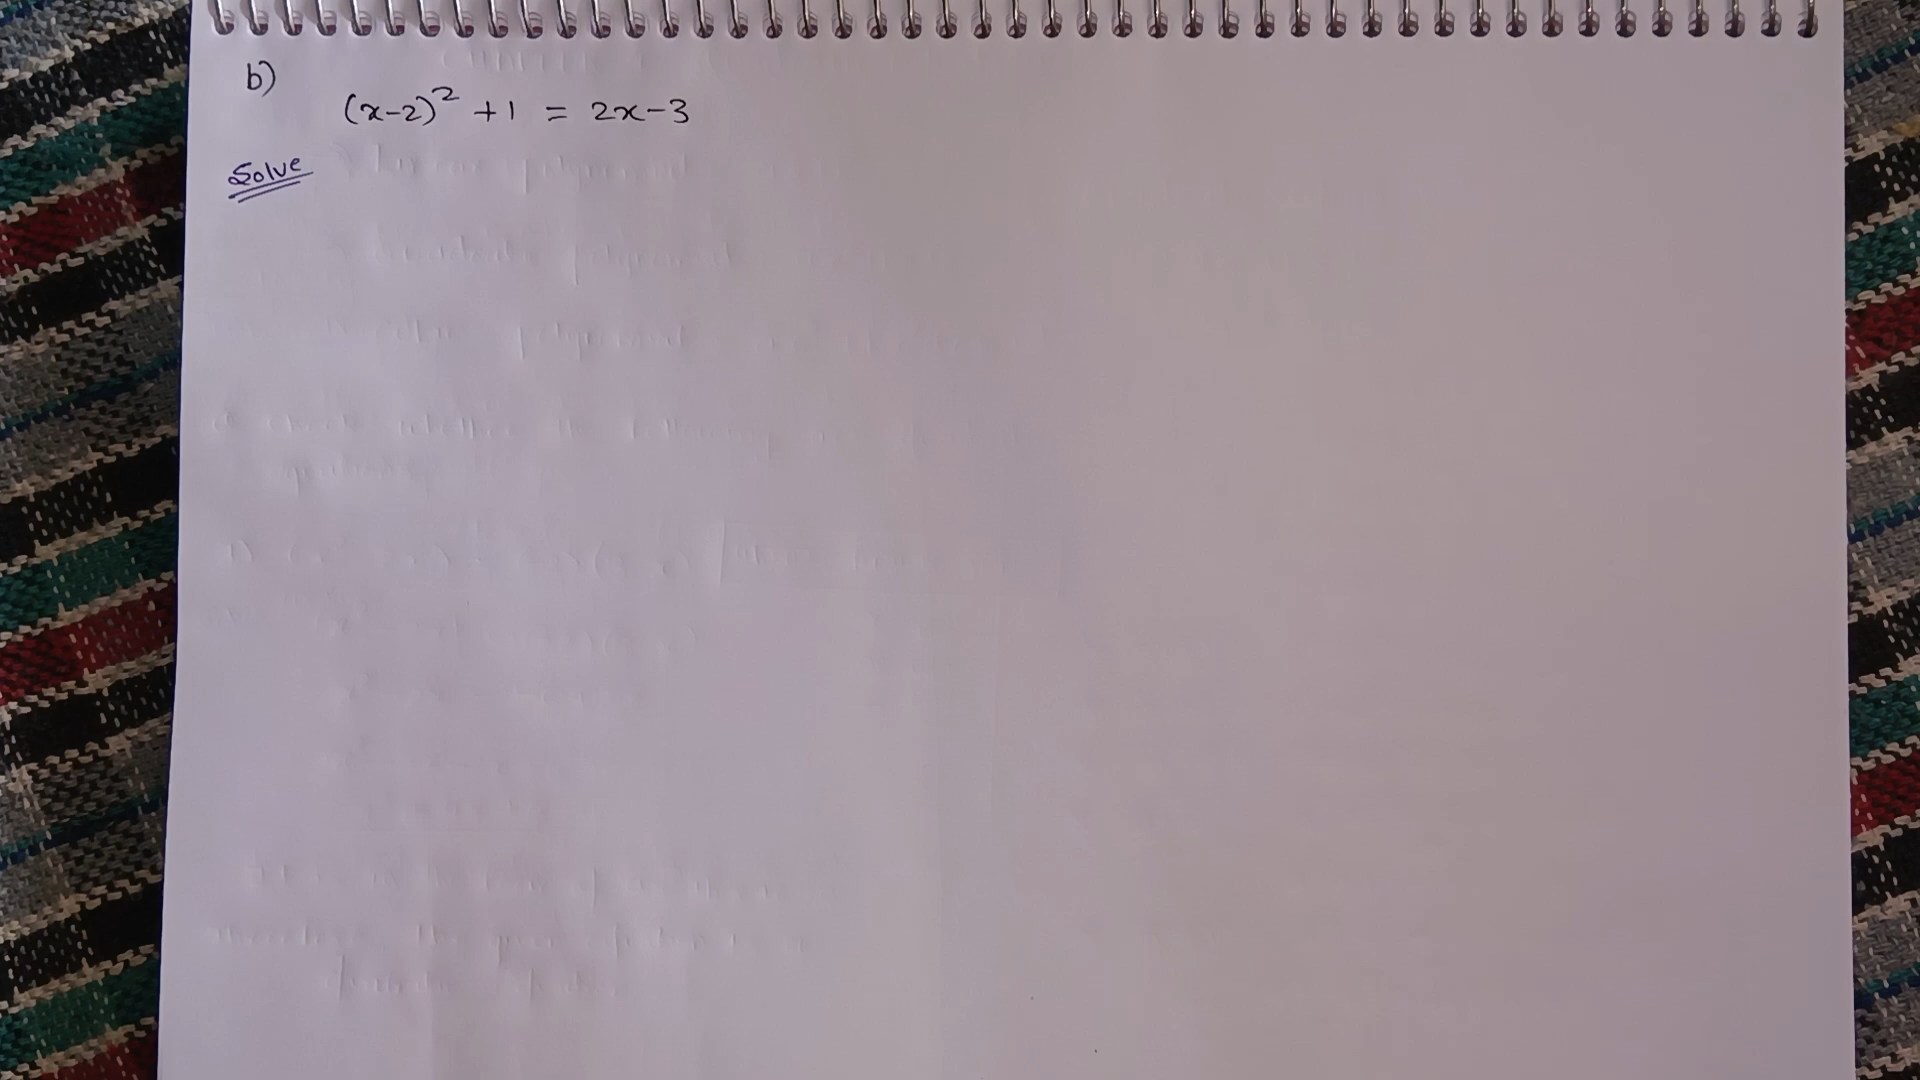 b)
(x-2)² +1 = 2x-3
Solve